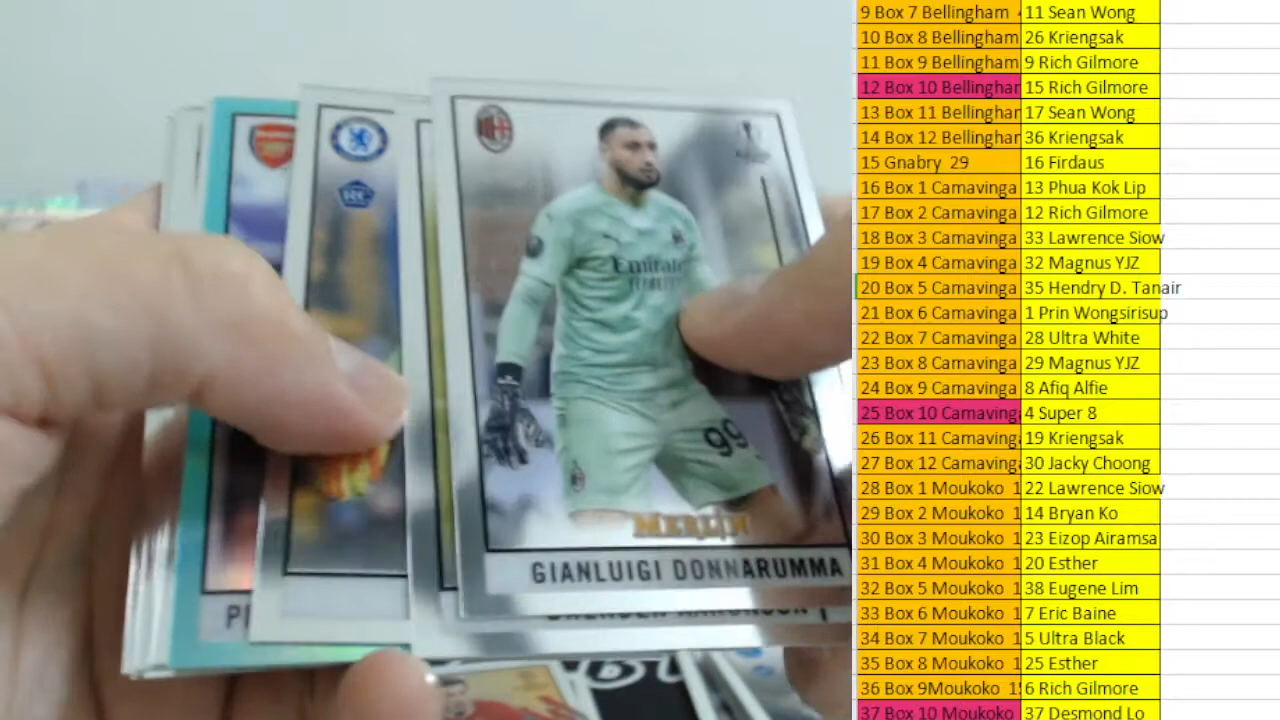 Emirates
99
MERLIN
GIANLUIGI DONNARUMMA
RC
9 Box 7 Bellingham 11 Sean Wong
10 Box 8 Bellingham 26 Kriengsak
11 Box 9 Bellingham 9 Rich Gilmore
12 Box 10 Bellinghar 15 Rich Gilmore
13 Box 11 Bellinghar 17 Sean Wong
14 Box 12 Bellinghar 36 Kriengsak
15 Gnabry 29 16 Firdaus
16 Box 1 Camavinga 13 Phua Kok Lip
17 Box 2 Camavinga 12 Rich Gilmore
18 Box 3 Camavinga 33 Lawrence Siow
19 Box 4 Camavinga 32 Magnus YJZ
20 Box 5 Camavinga 35 Hendry D. Tanair
21 Box 6 Camavinga 1 Prin Wongsirisup
22 Box 7 Camavinga 28 Ultra White
23 Box 8 Camavinga 29 Magnus YJZ
24 Box 9 Camavinga 8 Afiq Alfie
25 Box 10 Camaving 4 Super 8
26 Box 11 Camaving 19 Kriengsak
27 Box 12 Camaving 30 Jacky Choong
28 Box 1 Moukoko 1 22 Lawrence Siow
29 Box 2 Moukoko 1 14 Bryan Ko
30 Box 3 Moukoko 1 23 Eizop Airamsa
31 Box 4 Moukoko 1 20 Esther
32 Box 5 Moukoko 1 38 Eugene Lim
33 Box 6 Moukoko 1 7 Eric Baine
34 Box 7 Moukoko 1 5 Ultra Black
35 Box 8 Moukoko 1 25 Esther
36 Box 9Moukoko 1 6 Rich Gilmore
37 Box 10 Moukoko 37 Desmond Lo